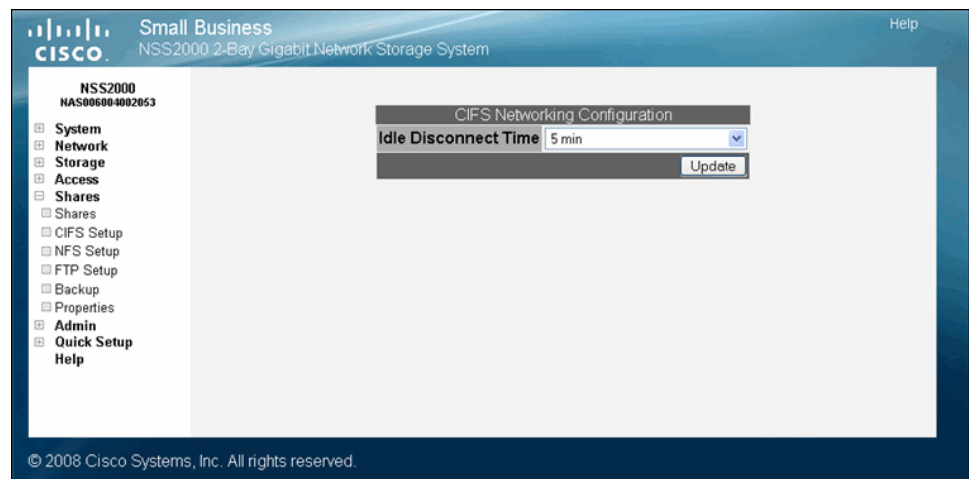 Small Business
CISCO. NSS2000 2-Bay Gigabit Network Storage System
Help
NSS2000
NAS006004002053
System
Network
Storage
Access
Shares
Shares
CIFS Setup
NFS Setup
FTP Setup
Backup
Properties
Admin
Quick Setup
Help
CIFS Networking Configuration
Idle Disconnect Time 5 min
Update
© 2008 Cisco Systems, Inc. All rights reserved.